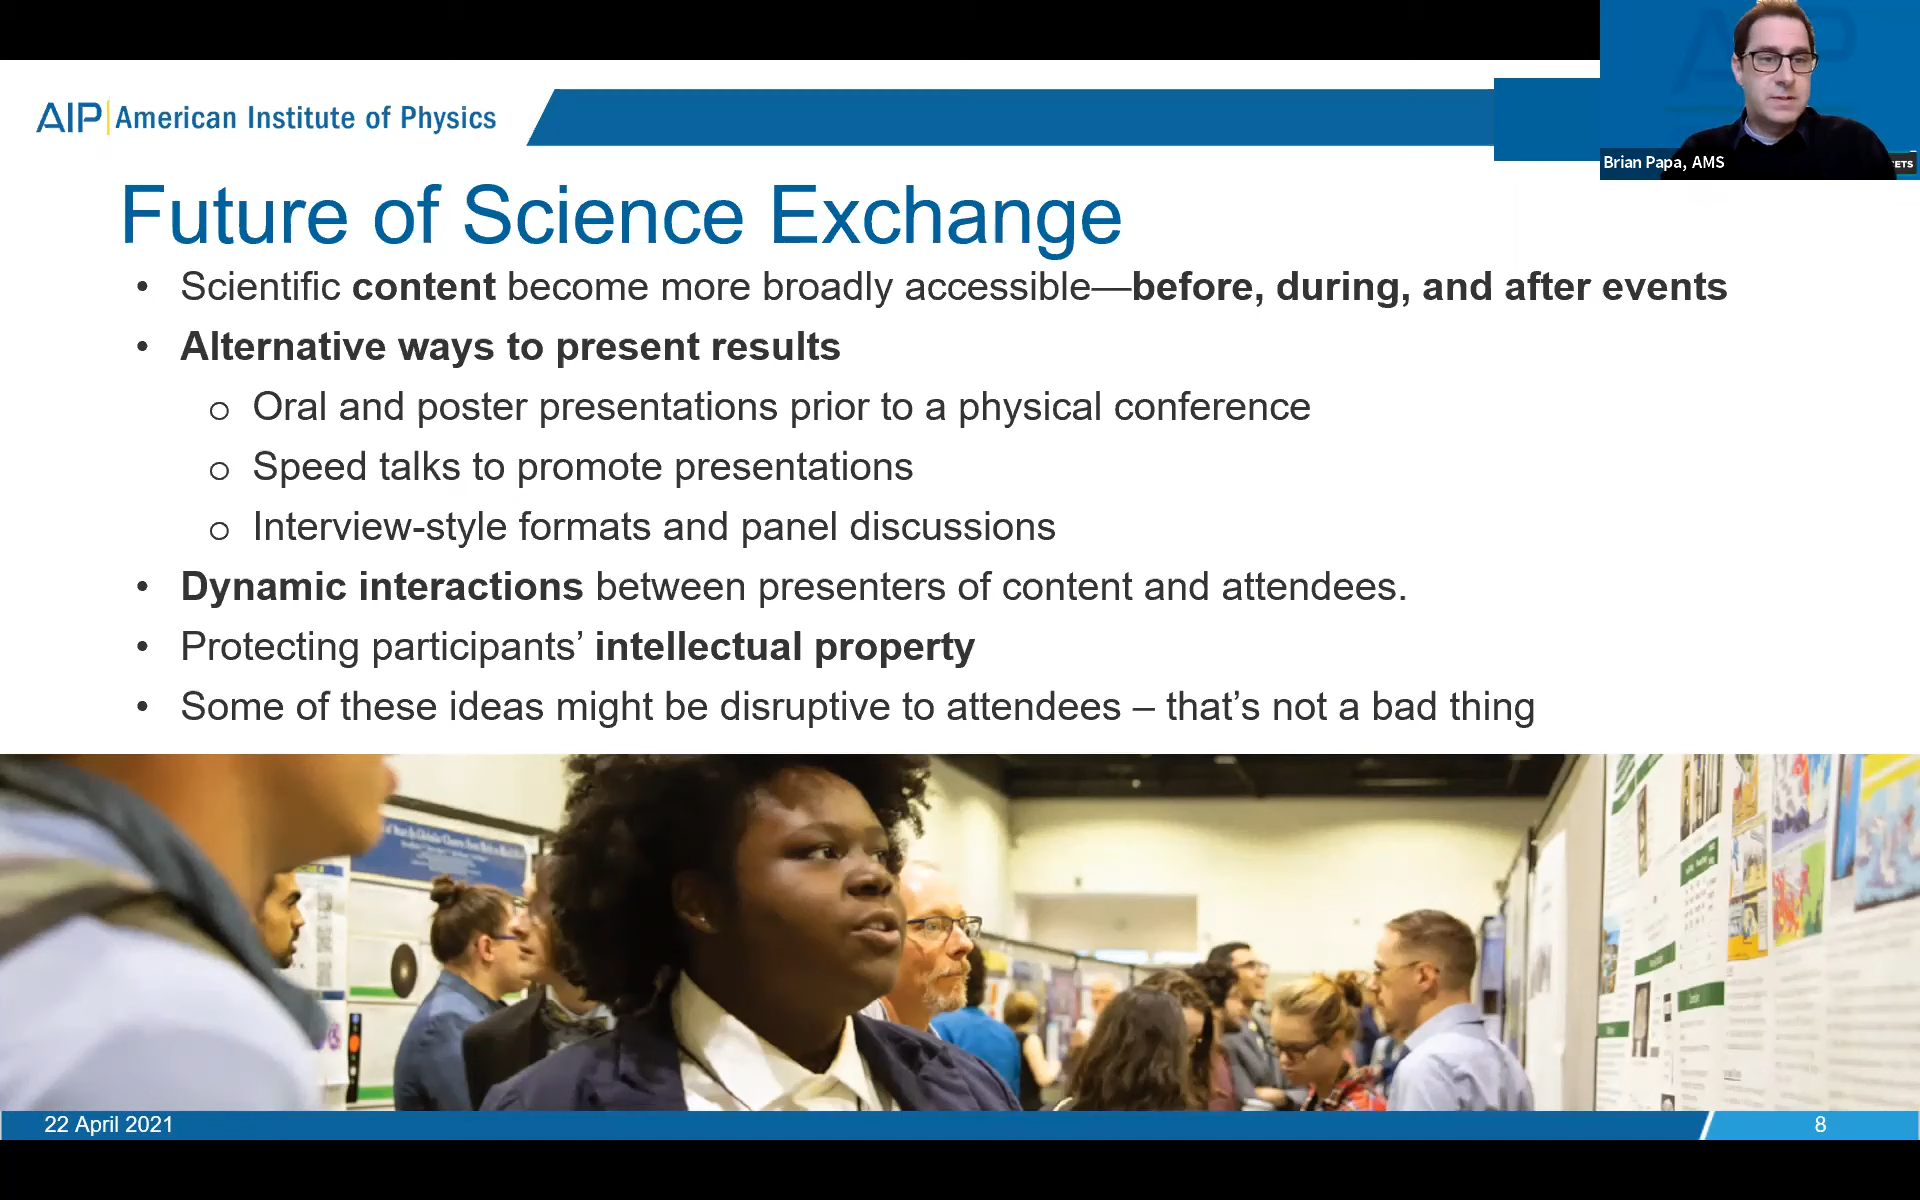 AIP American Institute of Physics
Brian Papa, AMS
ETS
Future of Science Exchange
• Scientific content become more broadly accessible—before, during, and after events
• Alternative ways to present results
o Oral and poster presentations prior to a physical conference
o Speed talks to promote presentations
o Interview-style formats and panel discussions
• Dynamic interactions between presenters of content and attendees.
• Protecting participants’ intellectual property
• Some of these ideas might be disruptive to attendees – that’s not a bad thing
22 April 2021
8